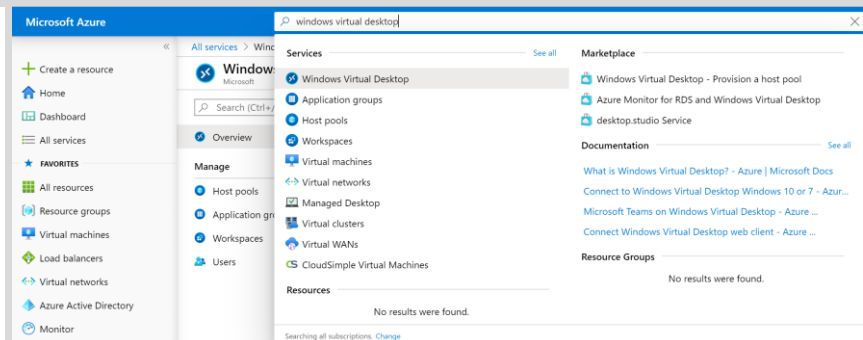 Microsoft Azure
windows virtual desktop
All services > Wind
Create a resource
Home
Dashboard
All services
FAVORITES
All resources
Resource groups
Virtual machines
Load balancers
Virtual networks
Azure Active Directory
Monitor
Window
Microsoft
Search (Ctrl+/
Overview
Manage
Host pools
Application gr
Workspaces
Users
Services
See all
Windows Virtual Desktop
Application groups
Host pools
Workspaces
Virtual machines
Virtual networks
Managed Desktop
Virtual clusters
Virtual WANs
CS CloudSimple Virtual Machines
Resources
No results were found.
Searching all subscriptions. Change
Marketplace
Windows Virtual Desktop - Provision a host pool
Azure Monitor for RDS and Windows Virtual Desktop
desktop.studio Service
Documentation
See all
What is Windows Virtual Desktop? - Azure | Microsoft Docs
Connect to Windows Virtual Desktop Windows 10 or 7 - Azur...
Microsoft Teams on Windows Virtual Desktop - Azure ...
Connect Windows Virtual Desktop web client - Azure ...
Resource Groups
No results were found.